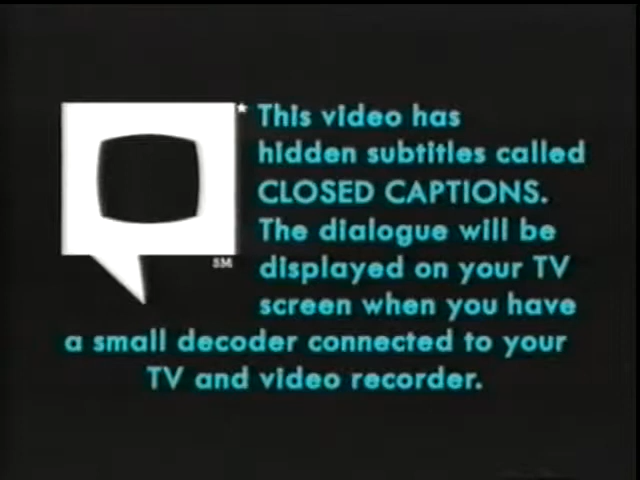 * This video has
hidden subtitles called
CLOSED CAPTIONS.
The dialogue will be
SM displayed on your TV
screen when you have
a small decoder connected to your
TV and video recorder.